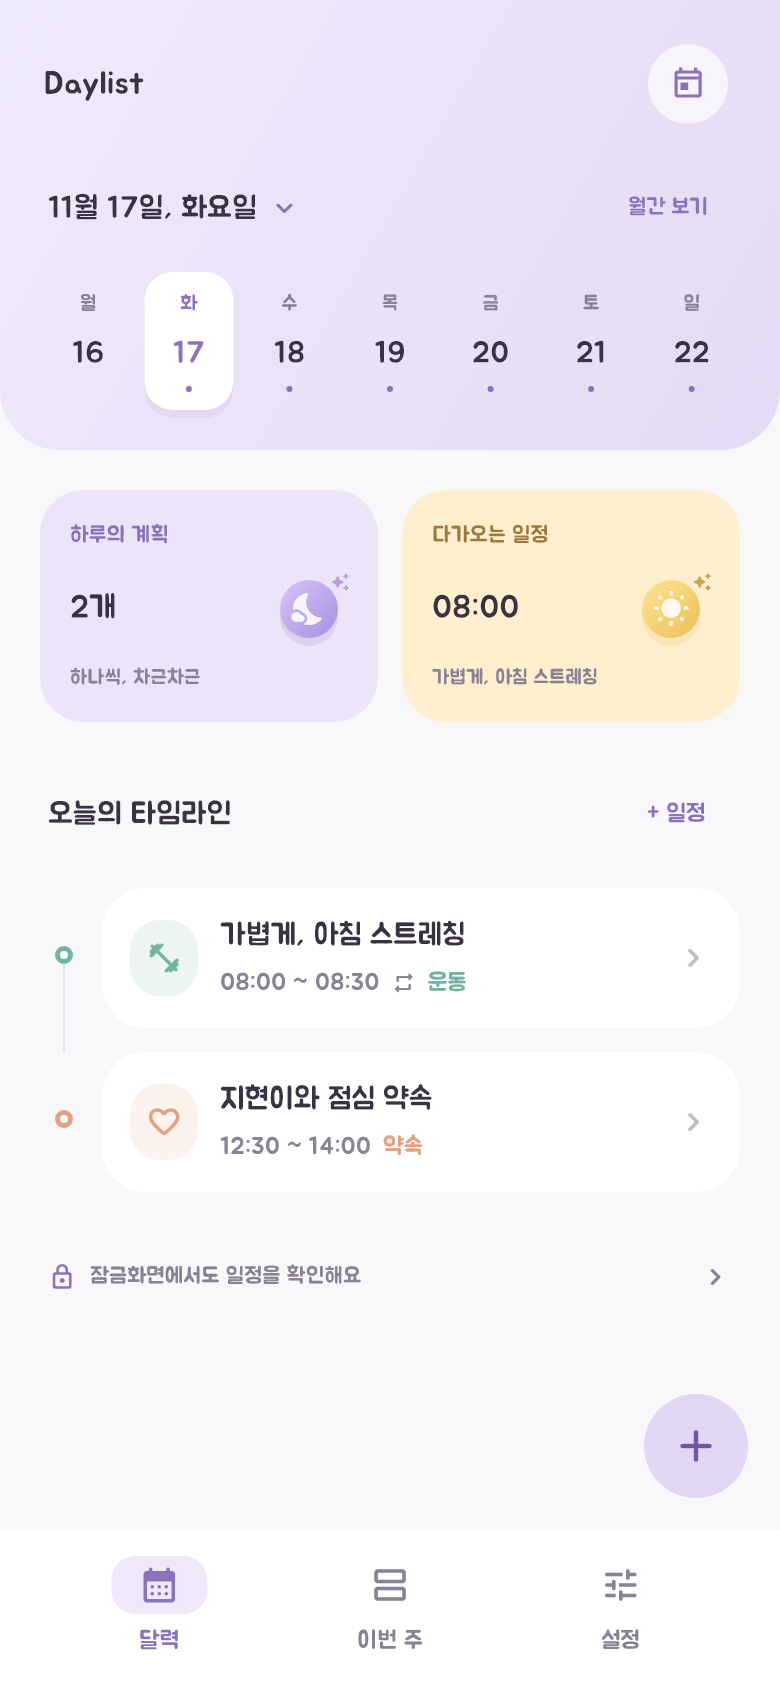 Daylist
11월 17일, 화요일
월간 보기
월 화 수 목 금 토 일
16 17 18 19 20 21 22
하루의 계획
2개
하나씩, 차근차근
다가오는 일정
08:00
가볍게, 아침 스트레칭
오늘의 타임라인
+ 일정
가볍게, 아침 스트레칭
08:00 ~ 08:30 운동
지현이와 점심 약속
12:30 ~ 14:00 약속
잠금화면에서도 일정을 확인해요
달력
이번 주
설정